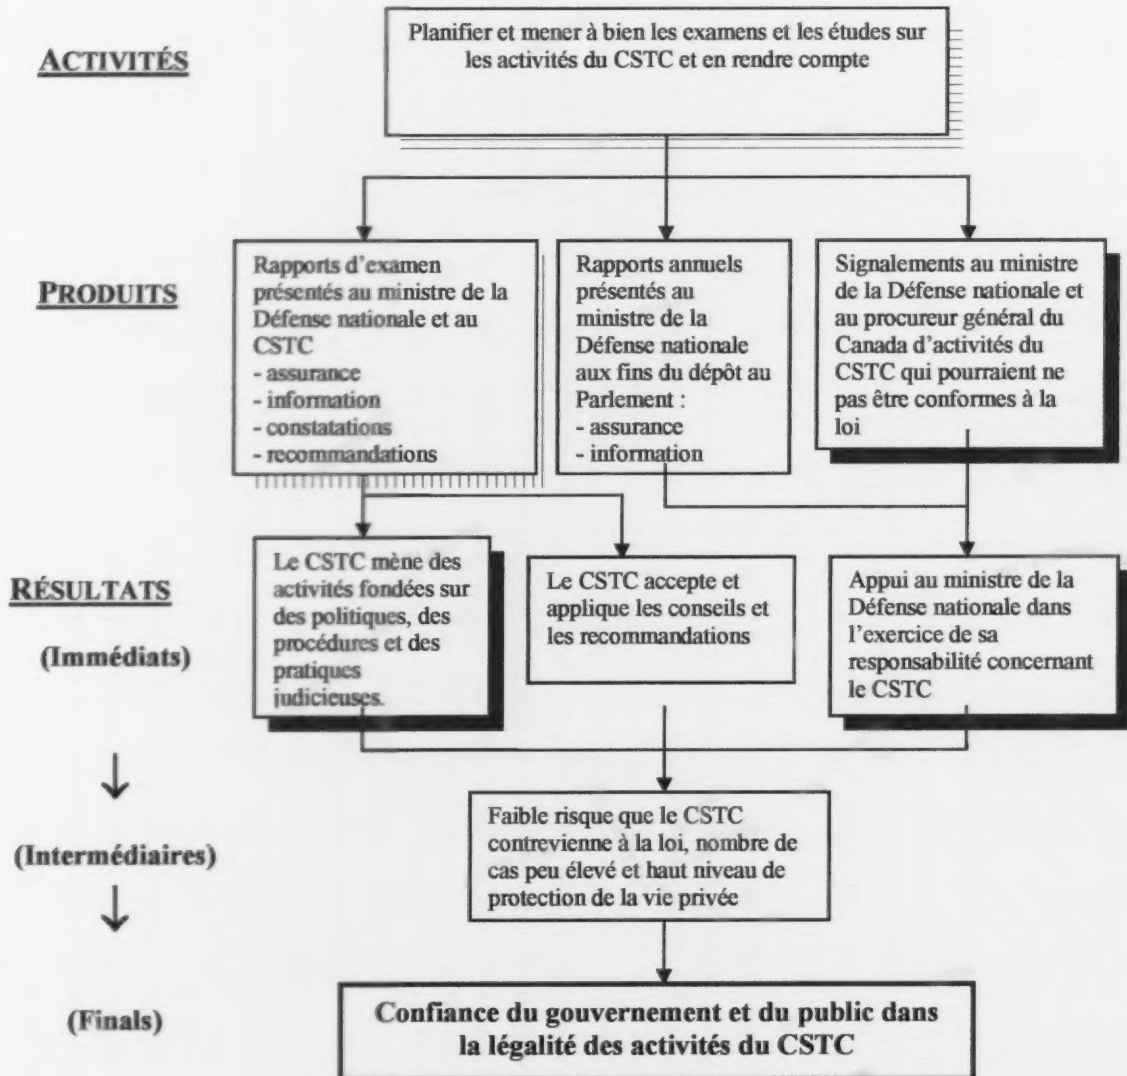 ACTIVITÉS
Planifier et mener à bien les examens et les études sur
les activités du CSTC et en rendre compte
PRODUITS
Rapports d'examen
présentés au ministre de la
Défense nationale et au
CSTC
- assurance
- information
- constatations
- recommandations
Rapports annuels
présentés au
ministre de la
Défense nationale
aux fins du dépôt au
Parlement :
- assurance
- information
Signalements au ministre
de la Défense nationale et
au procureur général du
Canada d'activités du
CSTC qui pourraient ne
pas être conformes à la
loi
RÉSULTATS
(Immédiats)
Le CSTC mène des
activités fondées sur
des politiques, des
procédures et des
pratiques
judicieuses.
Le CSTC accepte et
applique les conseils et
les recommandations
Appui au ministre de la
Défense nationale dans
l'exercice de sa
responsabilité concernant
le CSTC
(Intermédiaires)
Faible risque que le CSTC
contrevienne à la loi, nombre de
cas peu élevé et haut niveau de
protection de la vie privée
(Finals)
Confiance du gouvernement et du public dans
la légalité des activités du CSTC